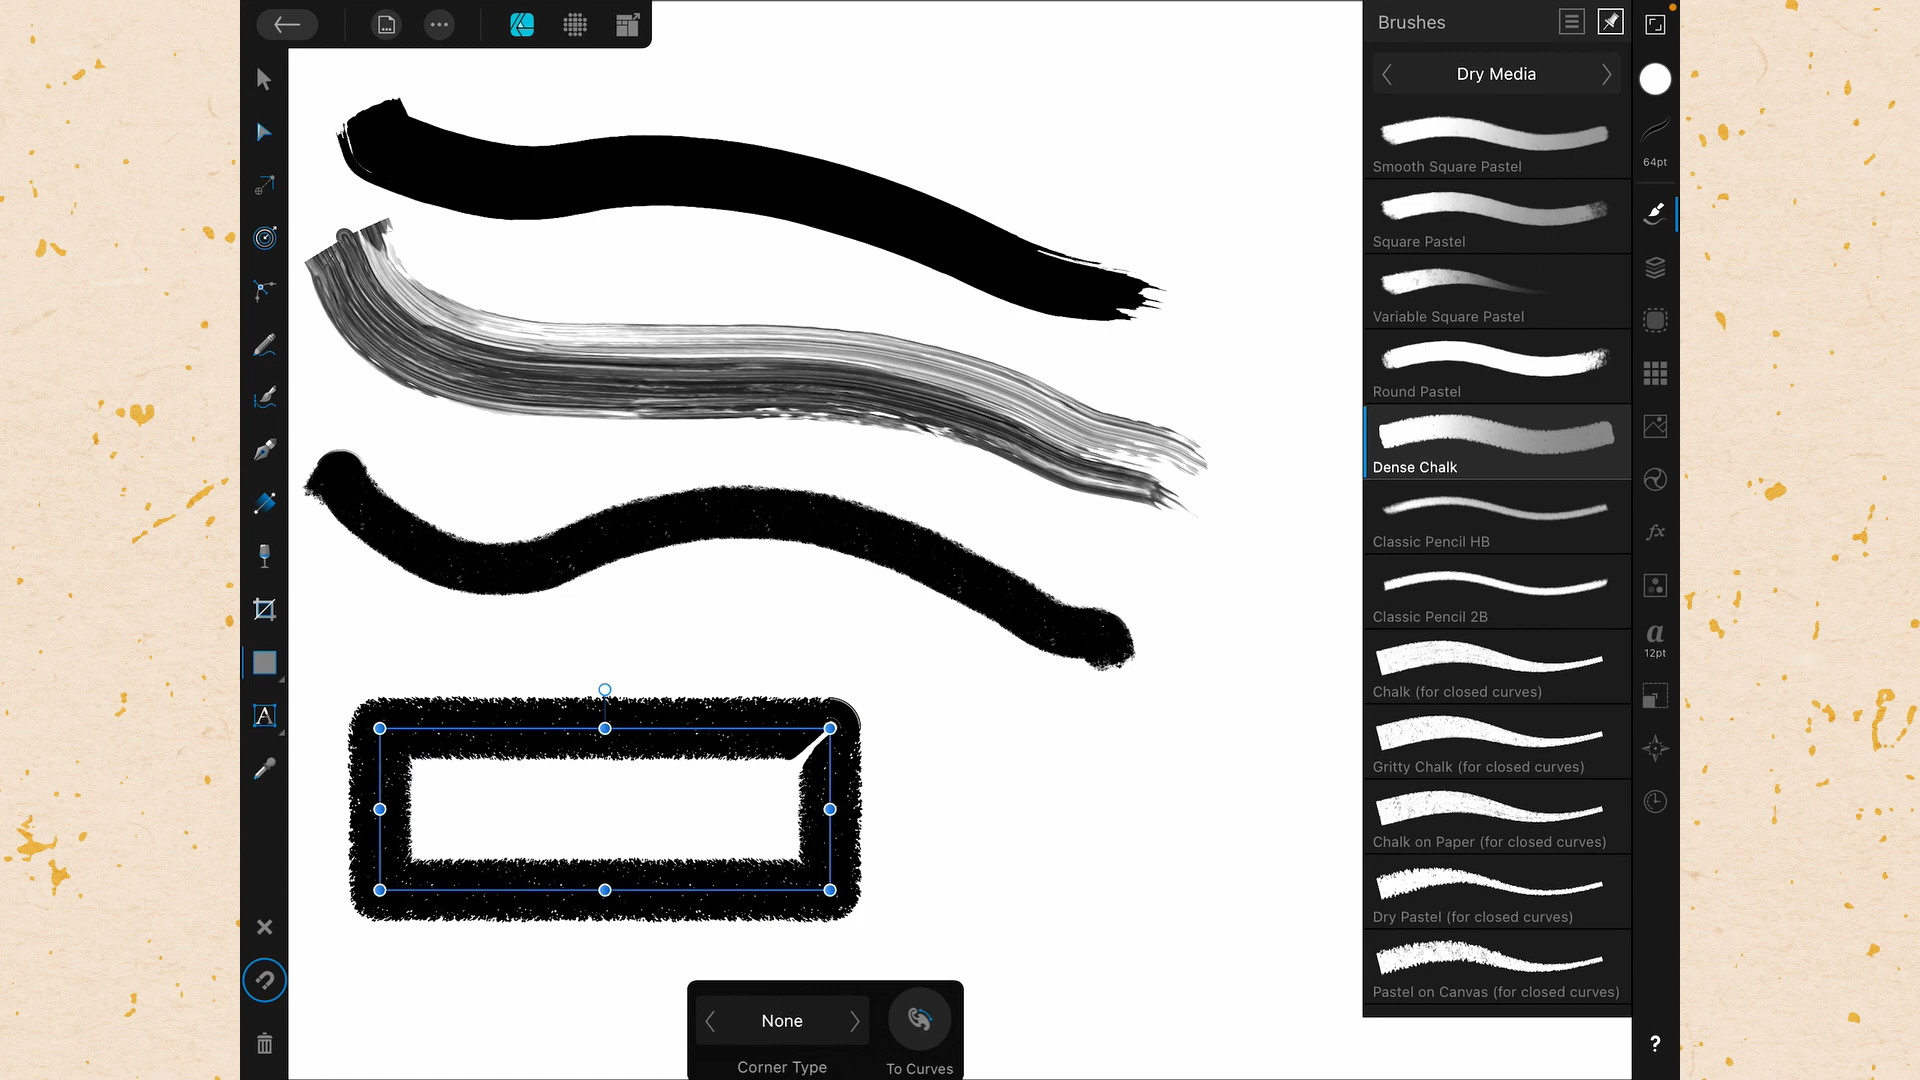 Brushes
Dry Media
Smooth Square Pastel
Square Pastel
Variable Square Pastel
Round Pastel
Dense Chalk
Classic Pencil HB
Classic Pencil 2B
Chalk (for closed curves)
Gritty Chalk (for closed curves)
Chalk on Paper (for closed curves)
Dry Pastel (for closed curves)
Pastel on Canvas (for closed curves)
64pt
fx
a
12pt
?
A
None
Corner Type
To Curves